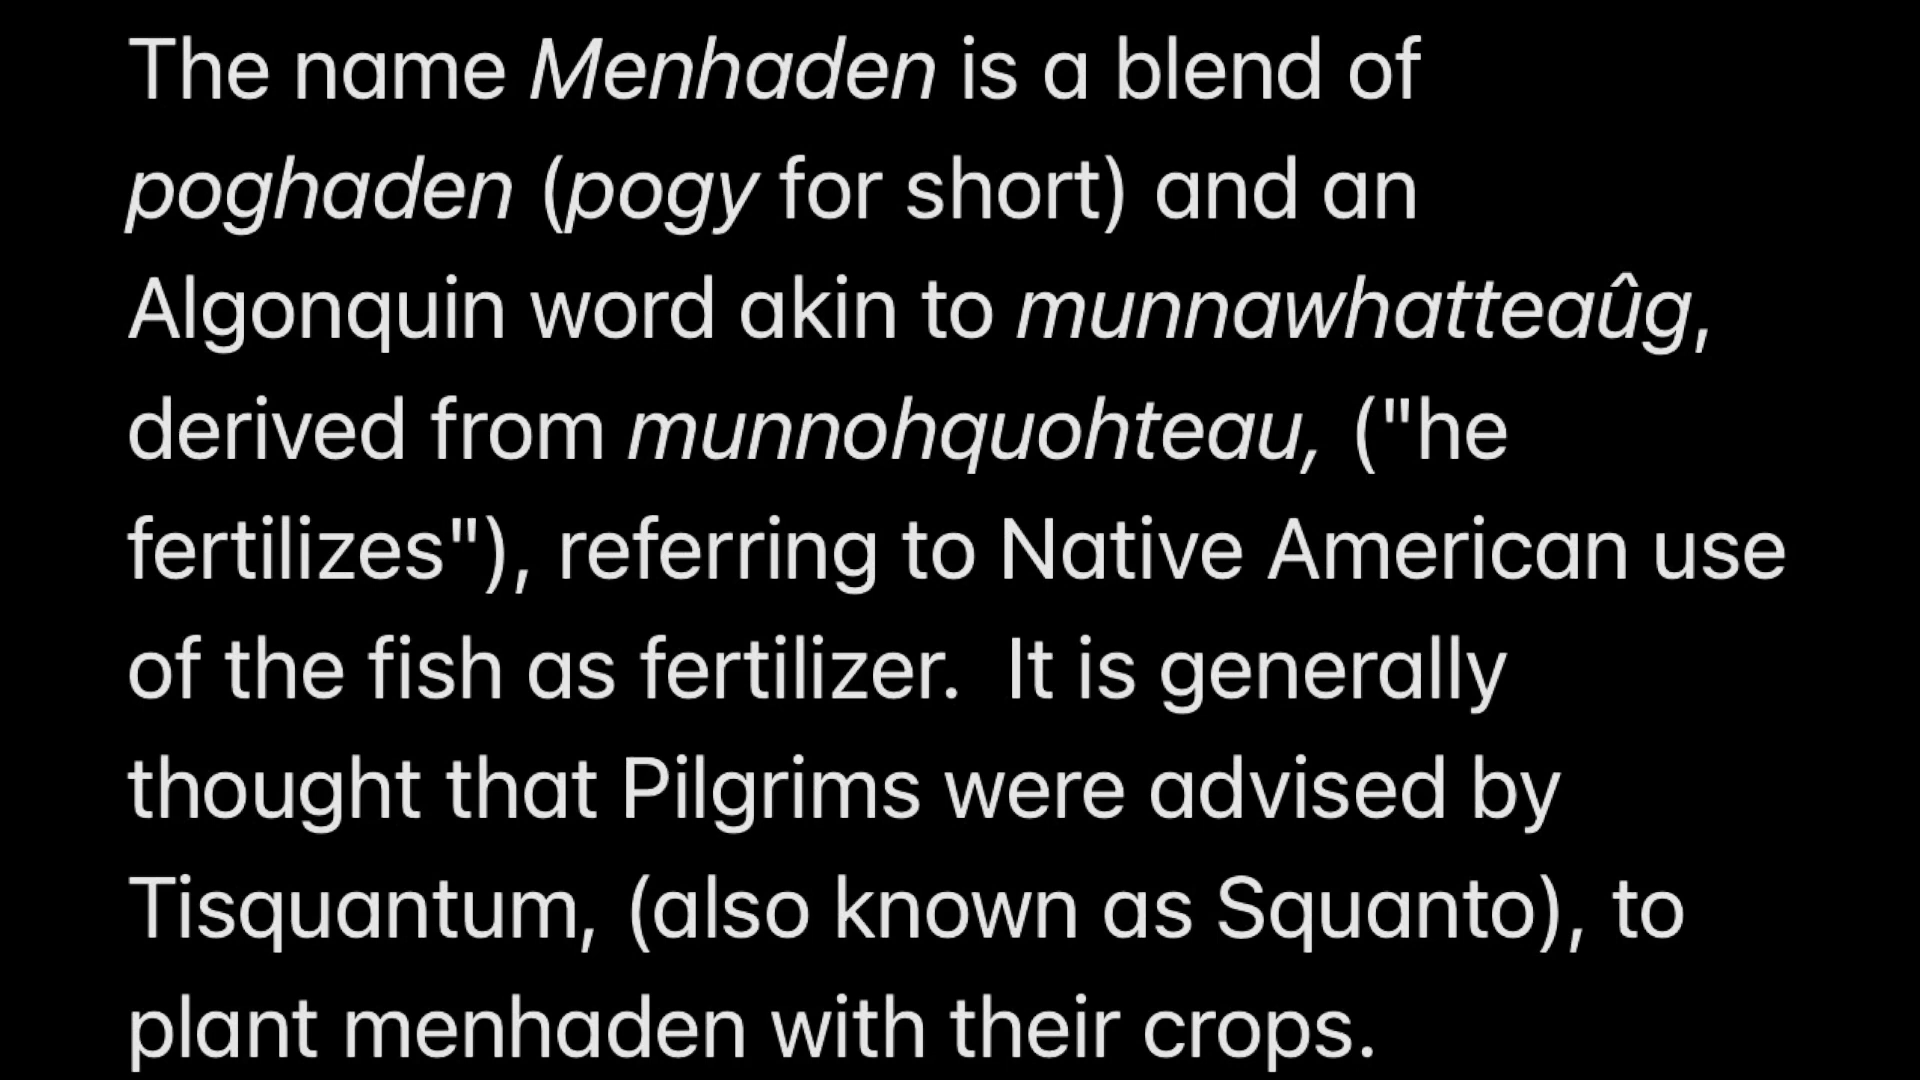 The name Menhaden is a blend of
poghaden (pogy for short) and an
Algonquin word akin to munnawhatteaûg,
derived from munnohquohteau, ("he
fertilizes"), referring to Native American use
of the fish as fertilizer.  It is generally
thought that Pilgrims were advised by
Tisquantum, (also known as Squanto), to
plant menhaden with their crops.